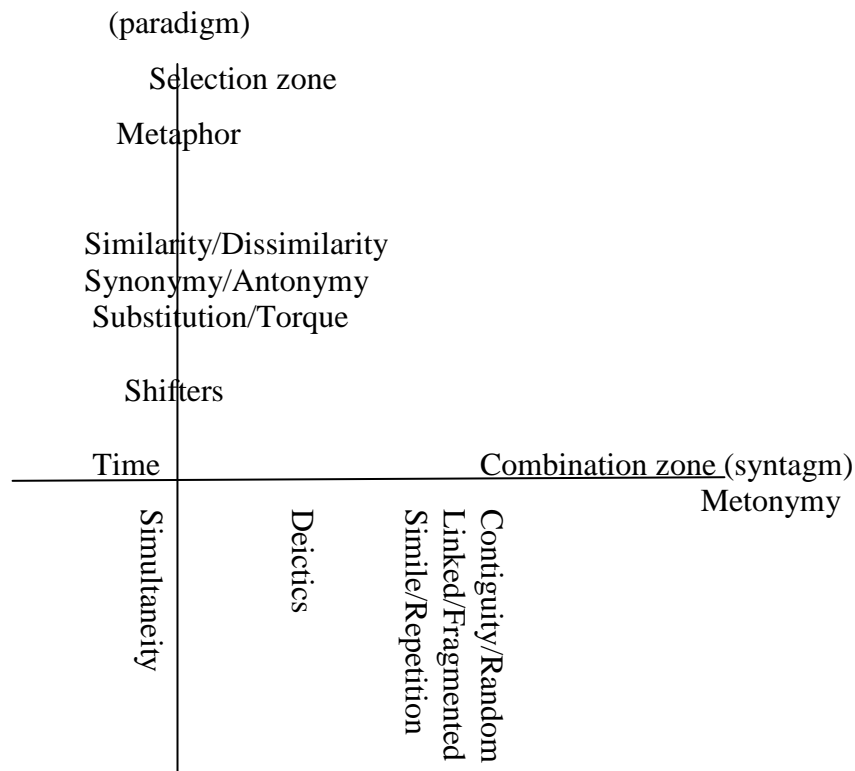 (paradigm)
Selection zone
Metaphor
Similarity/Dissimilarity
Synonymy/Antonymy
Substitution/Torque
Shifters
Time
Combination zone (syntagm)
Metonymy
Simultaneity
Deictics
Contiguity/Random
Linked/Fragmented
Simile/Repetition